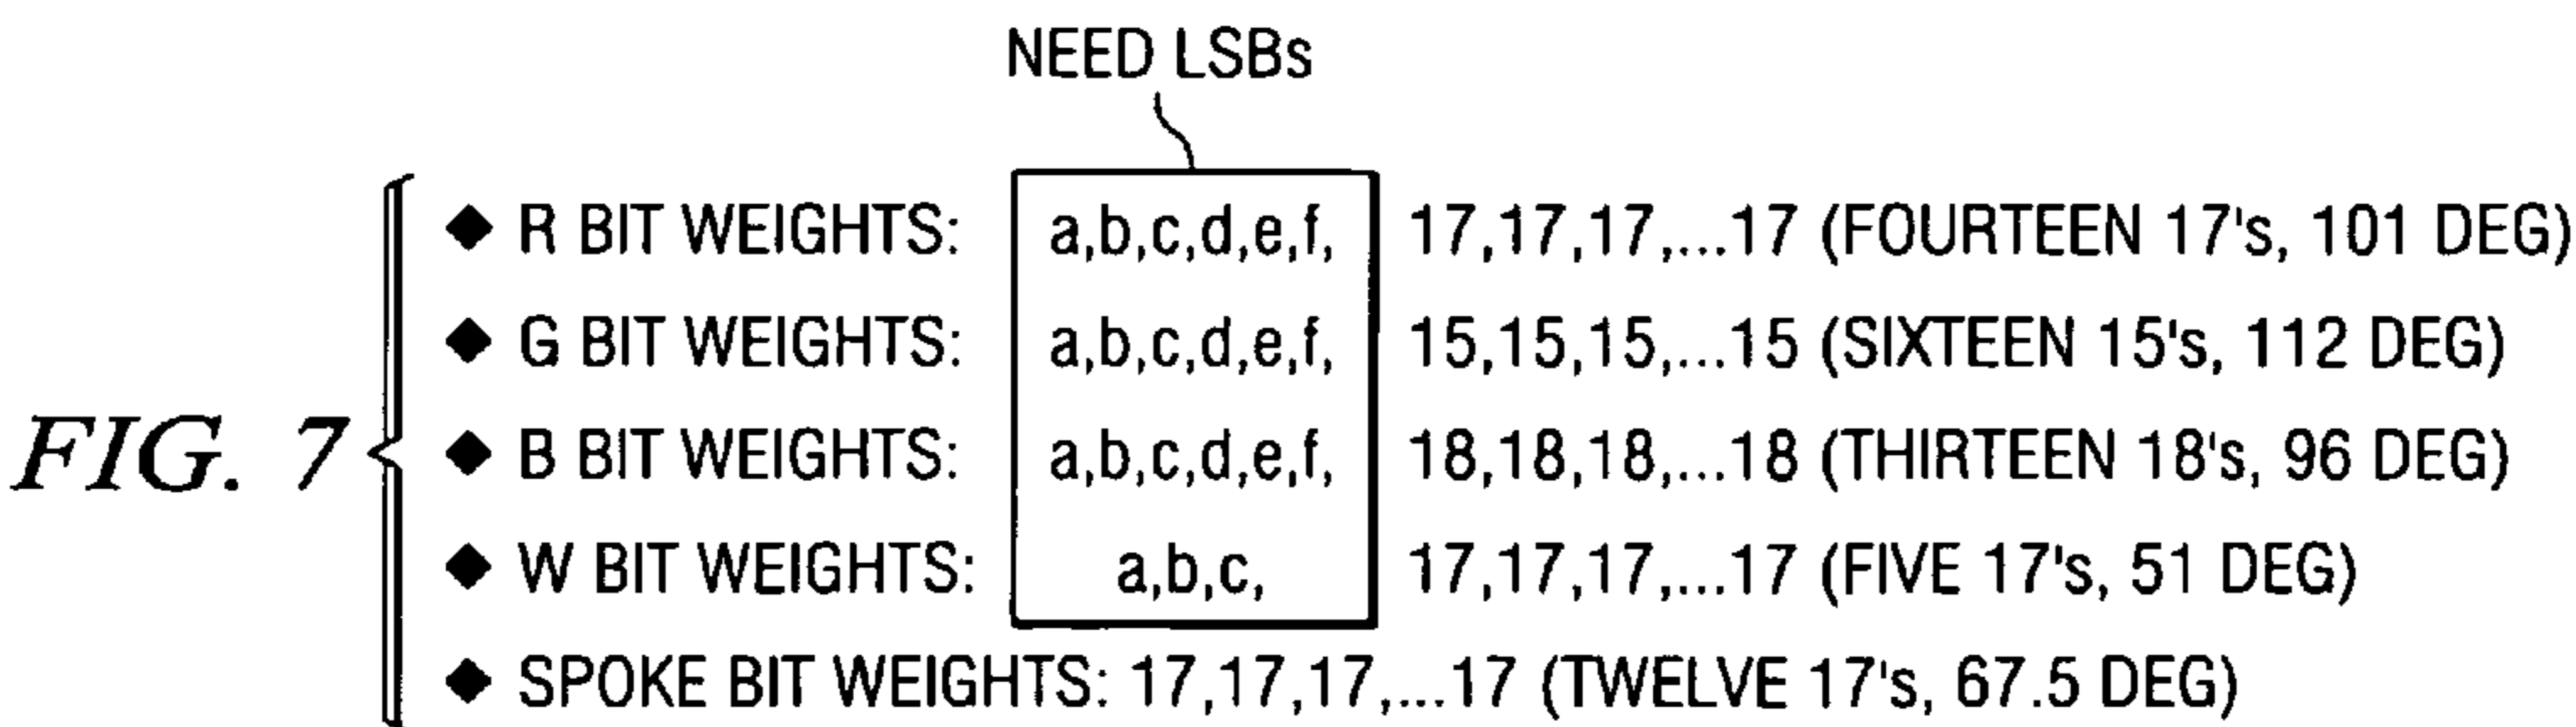 NEED LSBs
◆ R BIT WEIGHTS: a,b,c,d,e,f, 17,17,17,...17 (FOURTEEN 17's, 101 DEG)
◆ G BIT WEIGHTS: a,b,c,d,e,f, 15,15,15,...15 (SIXTEEN 15's, 112 DEG)
FIG. 7
◆ B BIT WEIGHTS: a,b,c,d,e,f, 18,18,18,...18 (THIRTEEN 18's, 96 DEG)
◆ W BIT WEIGHTS: a,b,c, 17,17,17,...17 (FIVE 17's, 51 DEG)
◆ SPOKE BIT WEIGHTS: 17,17,17,...17 (TWELVE 17's, 67.5 DEG)